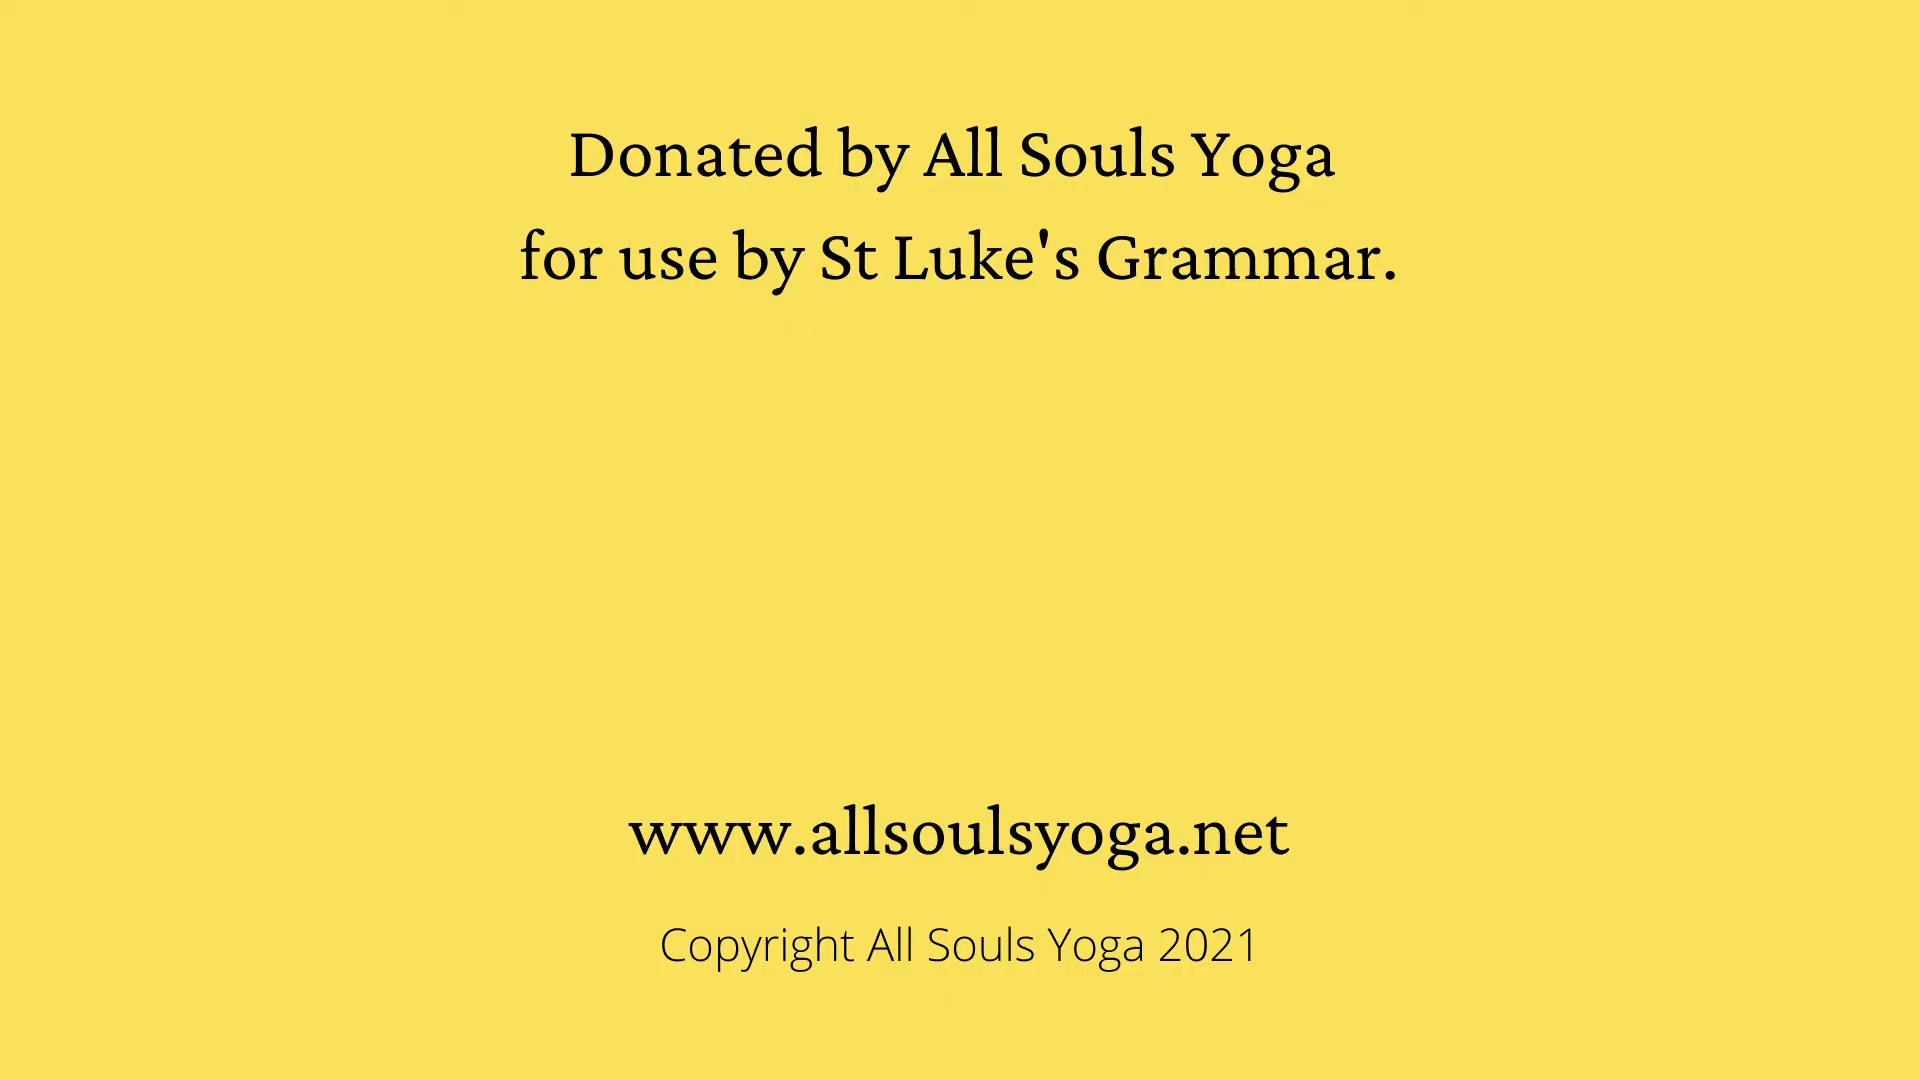 Donated by All Souls Yoga
for use by St Luke's Grammar.
www.allsoulsyoga.net
Copyright All Souls Yoga 2021